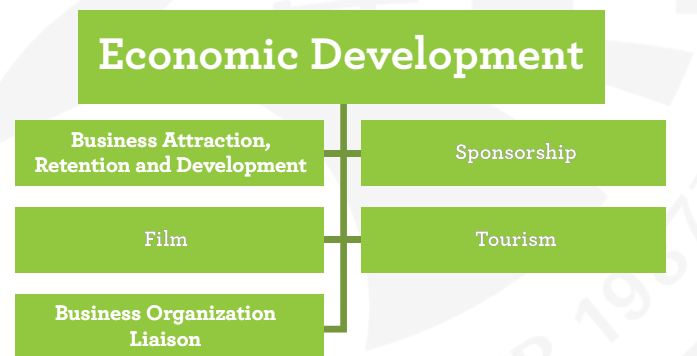 Economic Development
Business Attraction,
Retention and Development
Sponsorship
Film
Tourism
Business Organization
Liaison